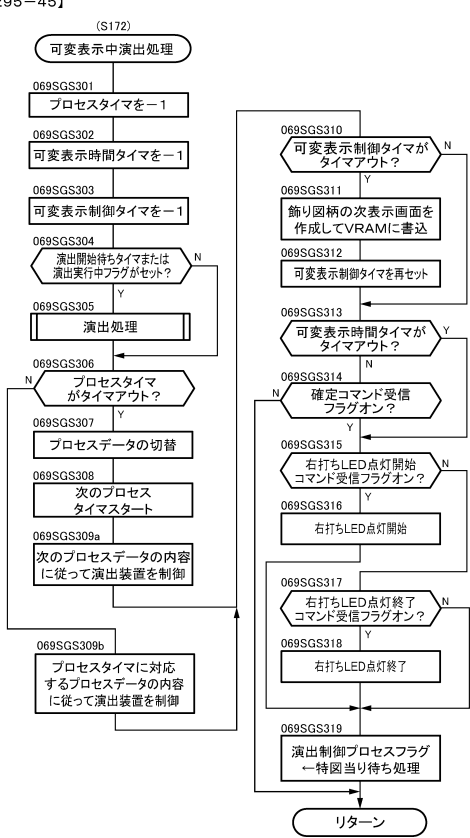 295-45】
(S172)
可変表示中演出処理
069SGS301
プロセスタイマを-1
069SGS302
可変表示時間タイマを-1
069SGS303
可変表示制御タイマを-1
069SGS304
演出開始待ちタイマまたは
演出実行中フラグがセット?
N
Y
069SGS305
演出処理
069SGS306
N
プロセスタイマ
がタイムアウト?
Y
069SGS307
プロセスデータの切替
069SGS308
次のプロセス
タイマスタート
069SGS309a
次のプロセスデータの内容
に従って演出装置を制御
069SGS309b
プロセスタイマに対応
するプロセスデータの内容
に従って演出装置を制御
069SGS310
可変表示制御タイマが
タイマアウト?
N
Y
069SGS311
飾り図柄の次表示画面を
作成してVRAMに書込
069SGS312
可変表示制御タイマを再セット
069SGS313
可変表示時間タイマが
タイムアウト?
Y
N
069SGS314
N
確定コマンド受信
フラグオン?
Y
069SGS315
右打ちLED点灯開始
コマンド受信フラグオン?
N
Y
069SGS316
右打ちLED点灯開始
069SGS317
右打ちLED点灯終了
コマンド受信フラグオン?
N
Y
069SGS318
右打ちLED点灯終了
069SGS319
演出制御プロセスフラグ
←特図当り待ち処理
リターン